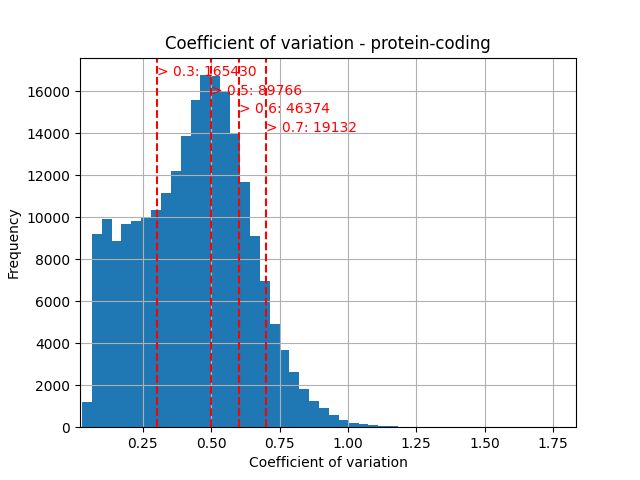 Coefficient of variation - protein-coding
> 0.3: 165430
> 0.5: 89766
> 0.6: 46374
> 0.7: 19132
16000
14000
12000
10000
8000
6000
4000
2000
0
Frequency
0.25 0.50 0.75 1.00 1.25 1.50 1.75
Coefficient of variation